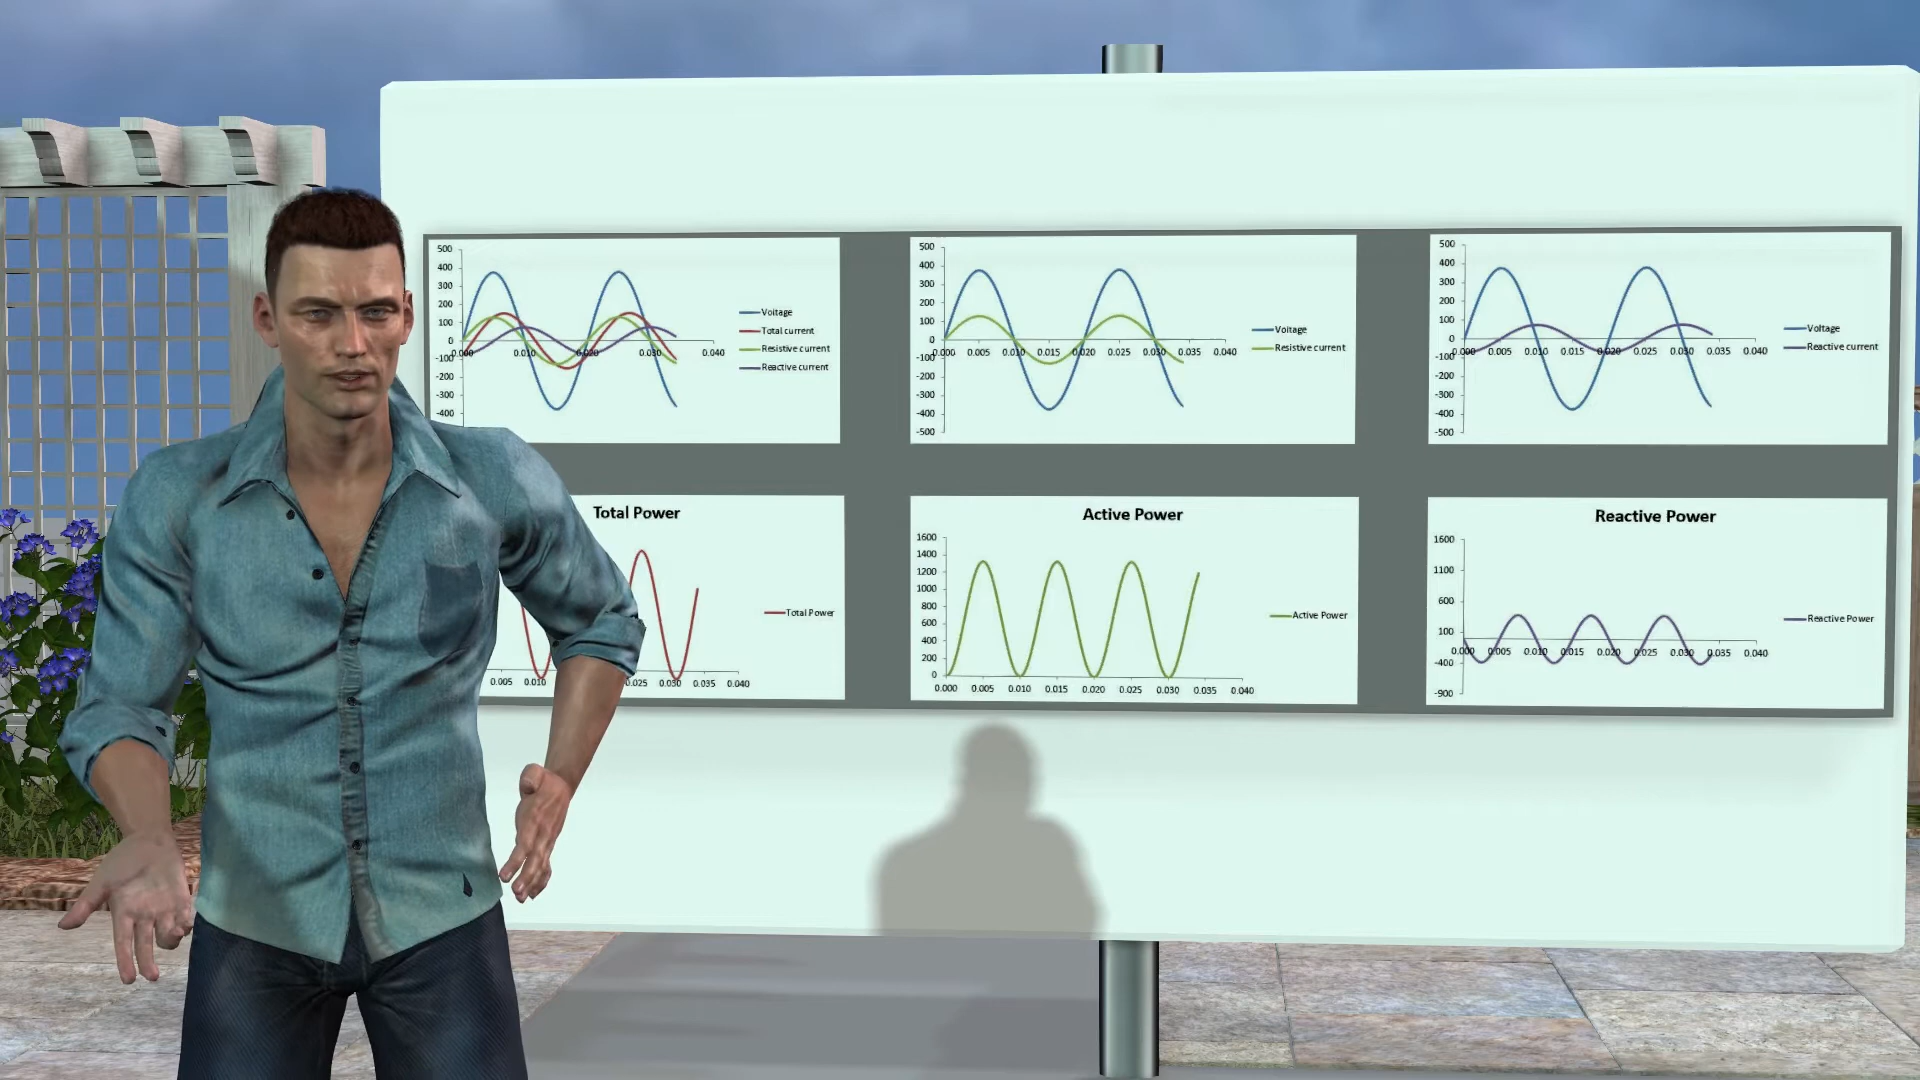 500
400
300
200
100
0
-100
-200
-300
-400
0.000 0.010 0.020 0.030 0.040
Voltage
Total current
Resistive current
Reactive current
500
400
300
200
100
0
-100
-200
-300
-400
-500
0.000 0.005 0.010 0.015 0.020 0.025 0.030 0.035 0.040
Voltage
Resistive current
500
400
300
200
100
0
-100
-200
-300
-400
-500
0.000 0.005 0.010 0.015 0.020 0.025 0.030 0.035 0.040
Voltage
Reactive current
Total Power
0.005 0.010 0.025 0.030 0.035 0.040
Total Power
Active Power
1600
1400
1200
1000
800
600
400
200
0
0.000 0.005 0.010 0.015 0.020 0.025 0.030 0.035 0.040
Active Power
Reactive Power
1600
1100
600
100
-400
-900
0.000 0.005 0.010 0.015 0.020 0.025 0.030 0.035 0.040
Reactive Power